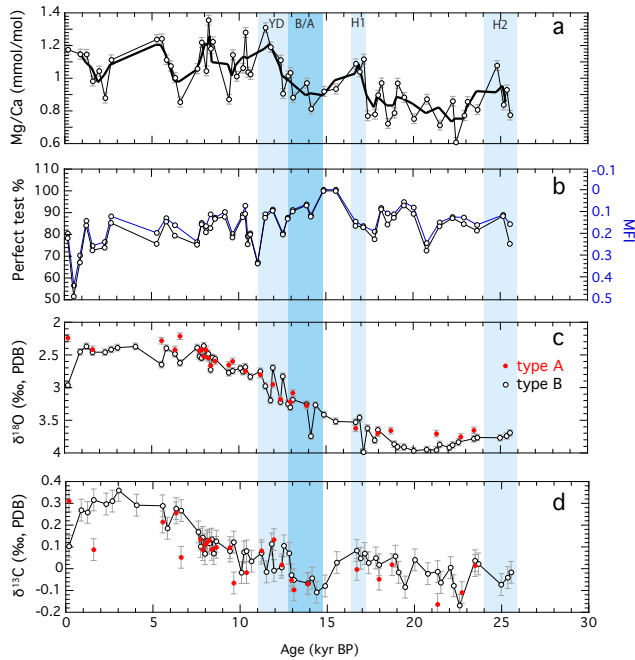 YD B/A H1 H2
a
Mg/Ca (mmol/mol)
1.4
1.2
1.0
0.8
0.6
b
Perfect test %
100
90
80
70
60
50
-0.1
0
0.1
0.2
0.3
0.4
0.5
MFI
c
δ¹⁸O (‰, PDB)
2
2.5
3
3.5
4
type A
type B
d
δ¹³C (‰, PDB)
0.4
0.3
0.2
0.1
0
-0.1
-0.2
0 5 10 15 20 25 30
Age (kyr BP)